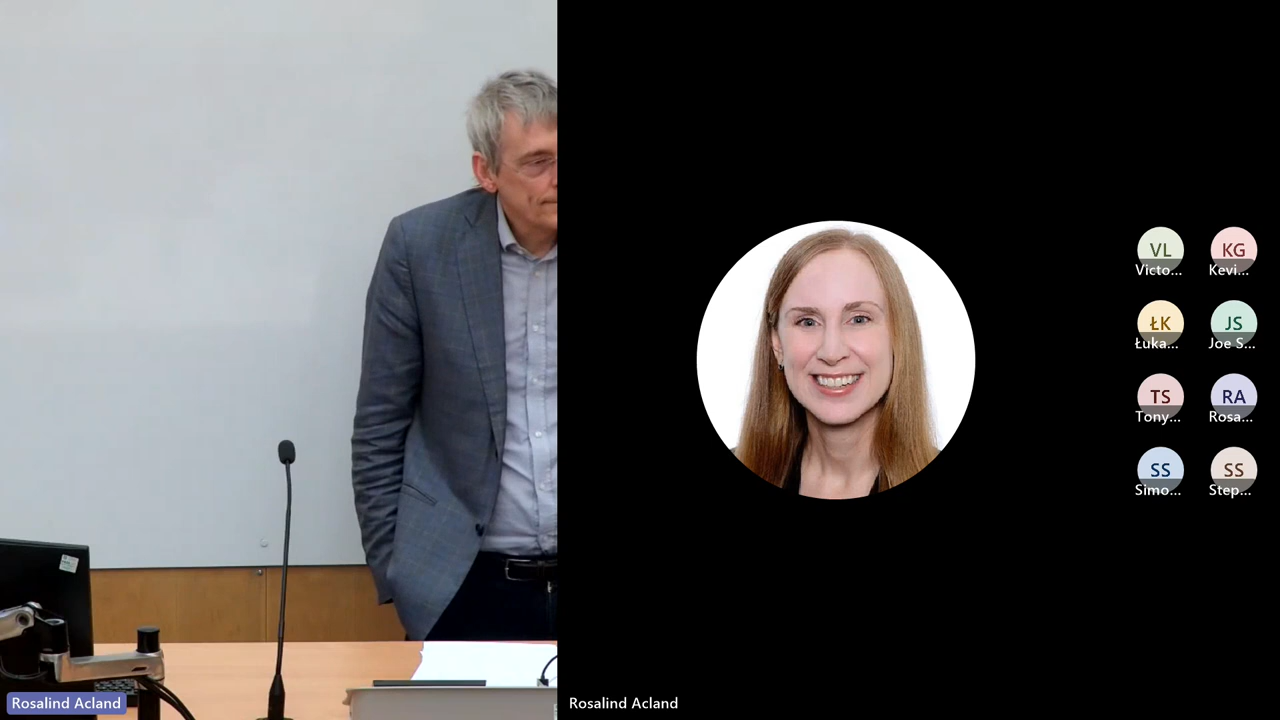 VL
Victo...
KG
Kevi...
ŁK
Łuka...
JS
Joe S...
TS
Tony...
RA
Rosa...
SS
Simo...
SS
Step...
Rosalind Acland
Rosalind Acland